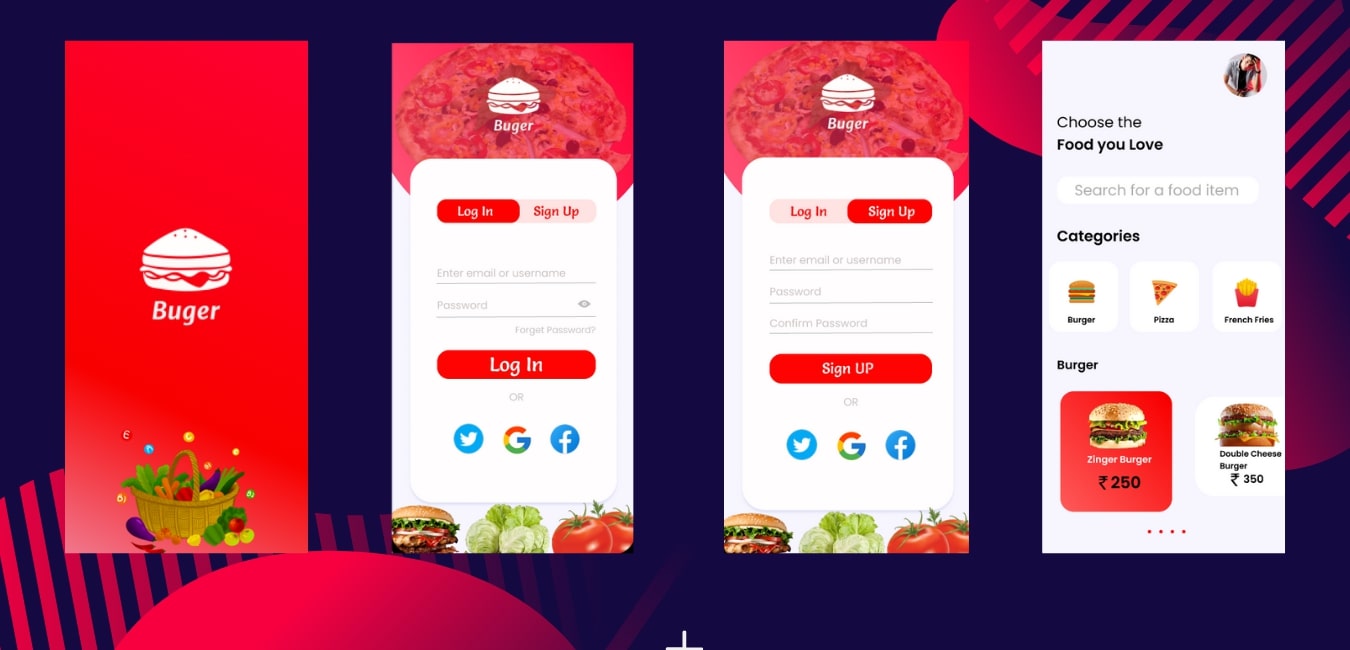 Buger
Buger
Log In
Sign Up
Enter email or username
Password
Forget Password?
Log In
OR
Buger
Log In
Sign Up
Enter email or username
Password
Confirm Password
Sign UP
OR
Choose the
Food you Love
Search for a food item
Categories
Burger
Pizza
French Fries
Burger
Zinger Burger
₹ 250
Double Cheese
Burger
₹ 350